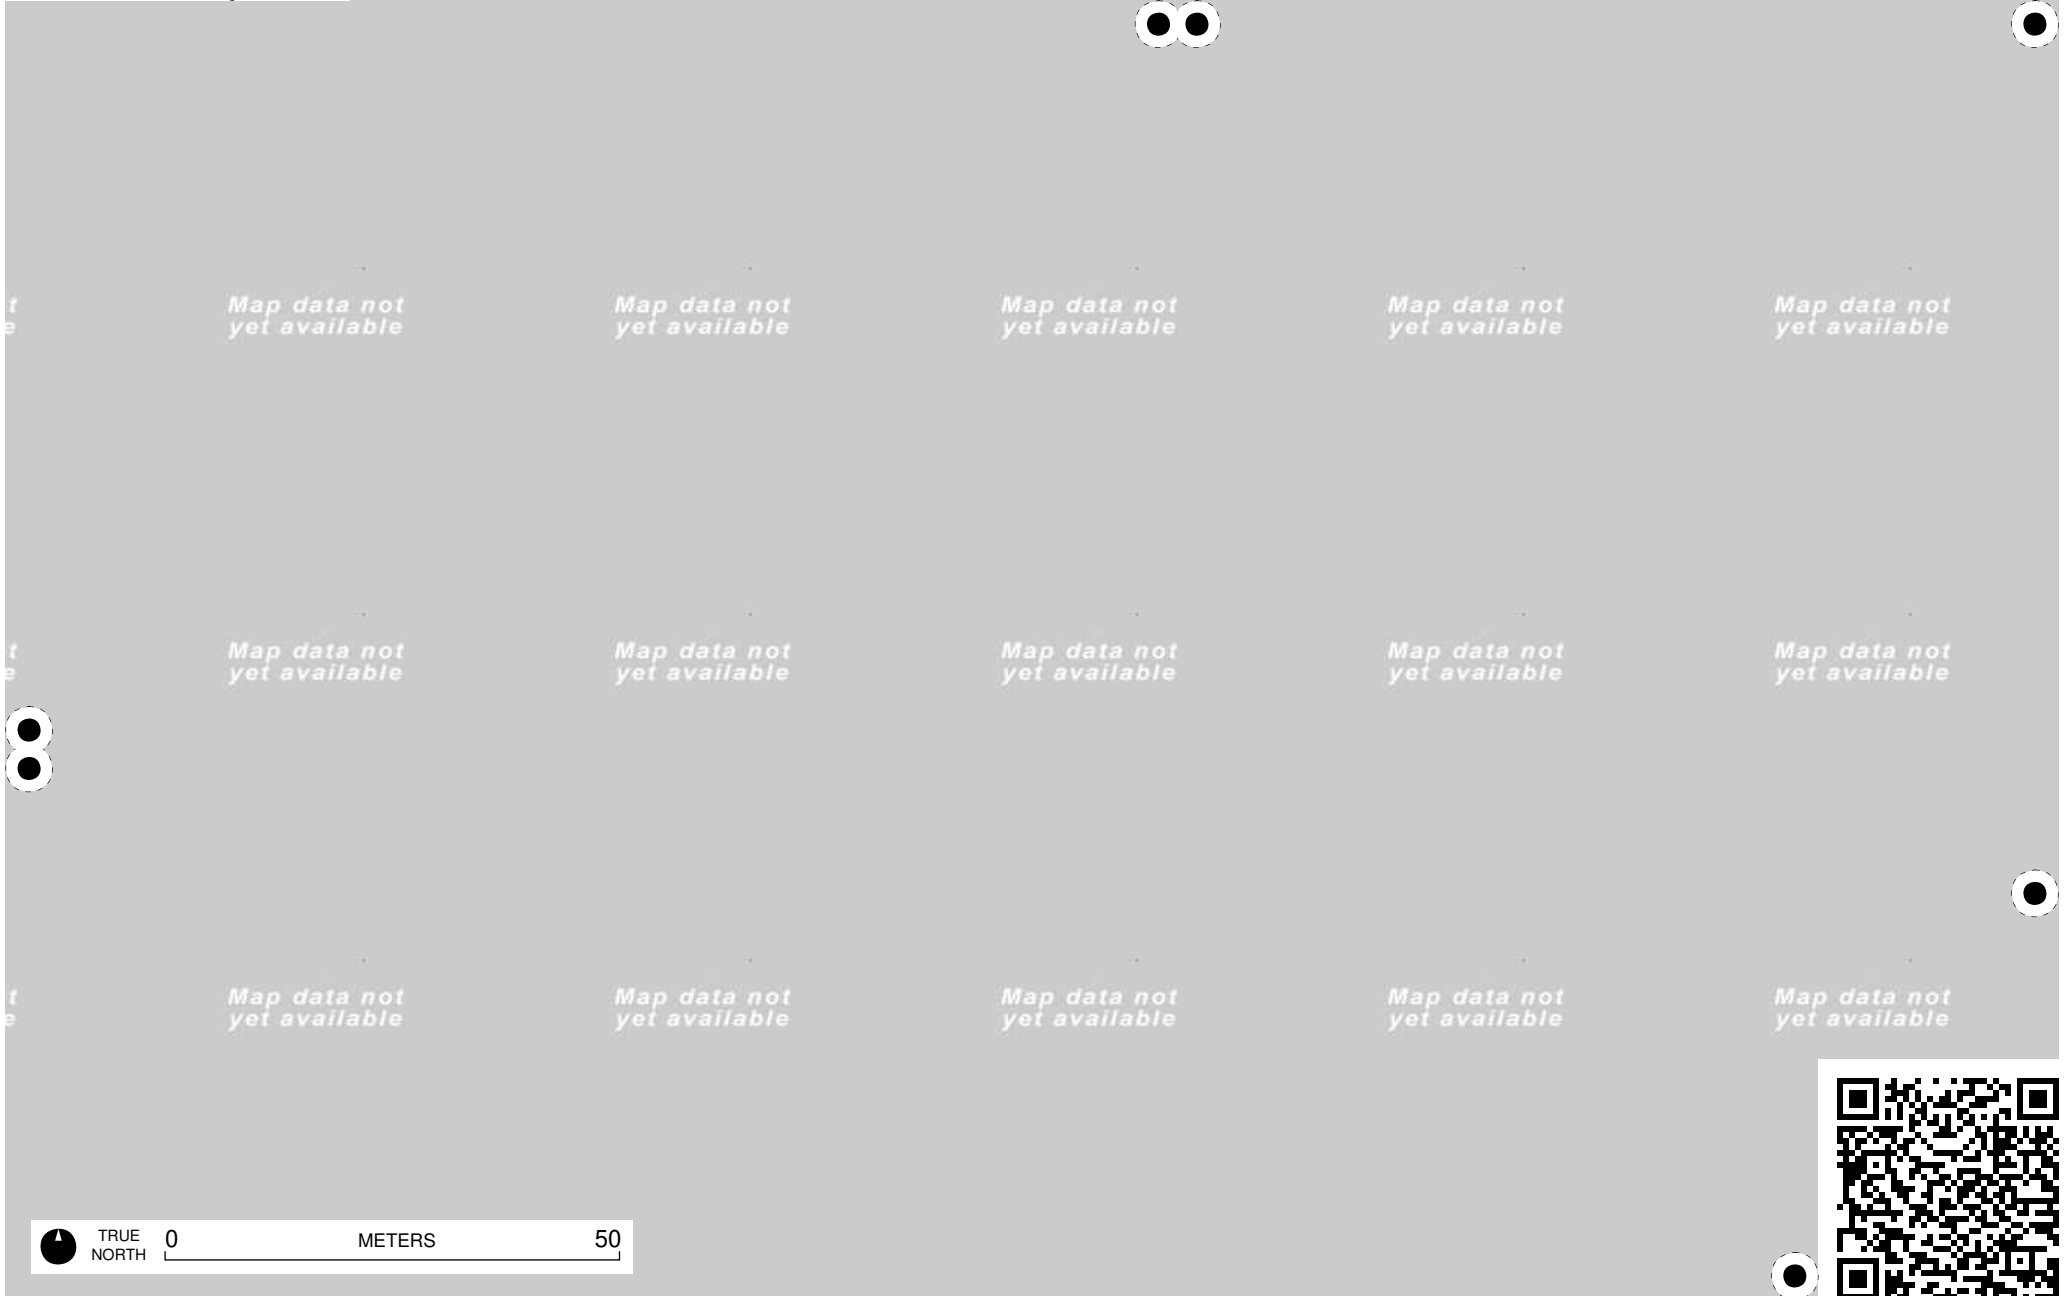 t Map data not Map data not Map data not Map data not Map data not
e yet available yet available yet available yet available yet available
t Map data not Map data not Map data not Map data not Map data not
e yet available yet available yet available yet available yet available
t Map data not Map data not Map data not Map data not Map data not
e yet available yet available yet available yet available yet available
TRUE 0 METERS 50
NORTH